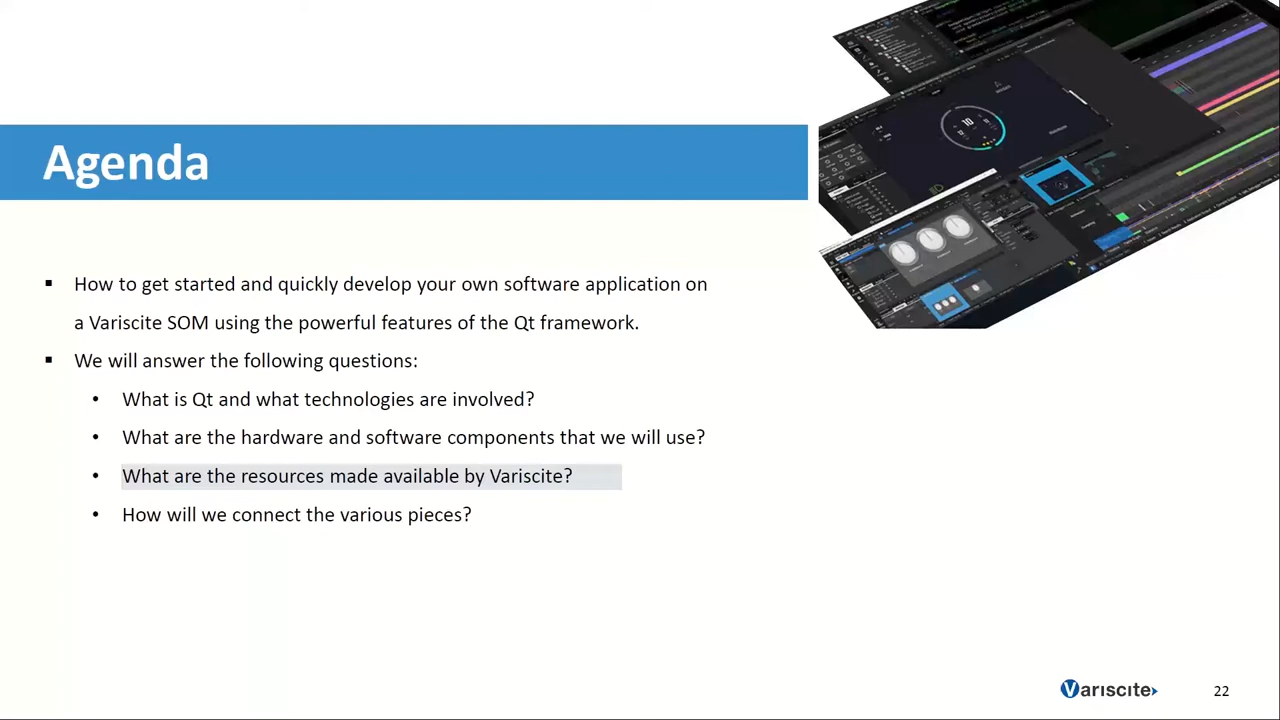 Agenda
▪ How to get started and quickly develop your own software application on
a Variscite SOM using the powerful features of the Qt framework.
▪ We will answer the following questions:
• What is Qt and what technologies are involved?
• What are the hardware and software components that we will use?
• What are the resources made available by Variscite?
• How will we connect the various pieces?
VARISCITE
22